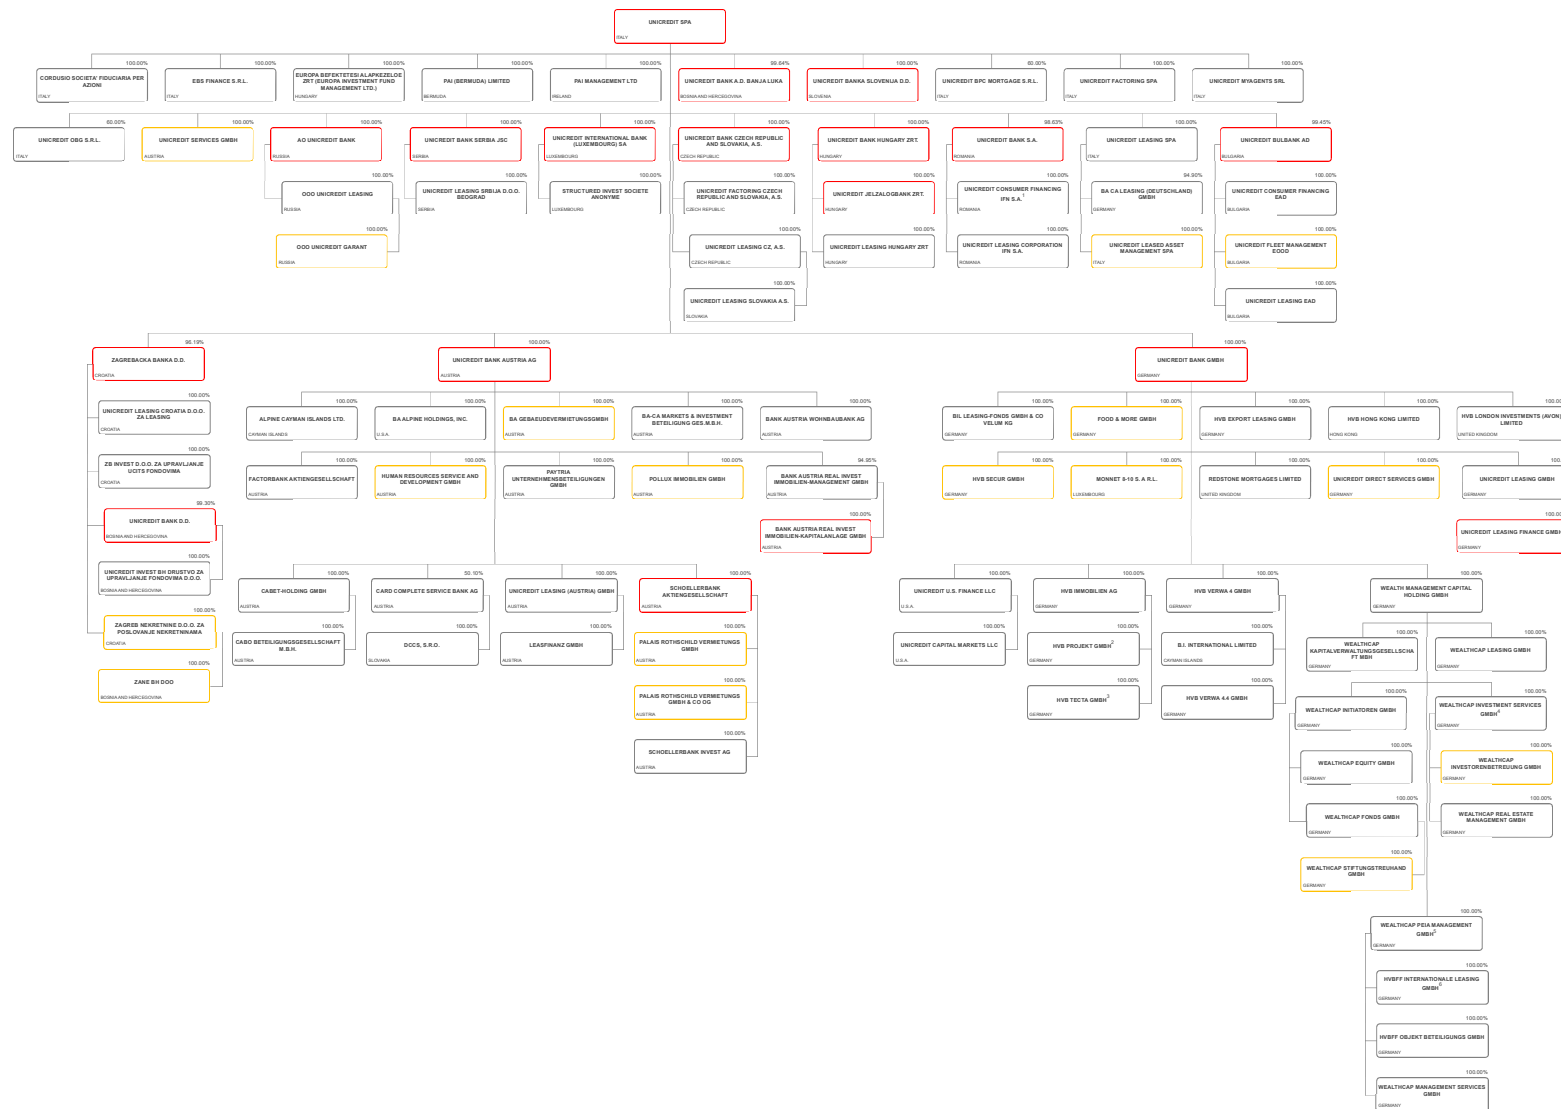 UNICREDIT SPA
ITALY
100.00%
CORDUSIO SOCIETA' FIDUCIARIA PER
AZIONI
ITALY
100.00%
EBS FINANCE S.R.L.
ITALY
100.00%
EUROPA BEFEKTETESI ALAPKEZELOE
ZRT (EUROPA INVESTMENT FUND
MANAGEMENT LTD.)
HUNGARY
100.00%
PAI (BERMUDA) LIMITED
BERMUDA
100.00%
PAI MANAGEMENT LTD
IRELAND
99.64%
UNICREDIT BANK A.D. BANJA LUKA
BOSNIA AND HERCEGOVINA
100.00%
UNICREDIT BANKA SLOVENIJA D.D.
SLOVENIA
60.00%
UNICREDIT BPC MORTGAGE S.R.L.
ITALY
100.00%
UNICREDIT FACTORING SPA
ITALY
100.00%
UNICREDIT MYAGENTS SRL
ITALY
60.00%
UNICREDIT OBG S.R.L.
ITALY
100.00%
UNICREDIT SERVICES GMBH
AUSTRIA
100.00%
AO UNICREDIT BANK
RUSSIA
100.00%
UNICREDIT BANK SERBIA JSC
SERBIA
100.00%
UNICREDIT INTERNATIONAL BANK
(LUXEMBOURG) SA
LUXEMBOURG
100.00%
UNICREDIT BANK CZECH REPUBLIC
AND SLOVAKIA, A.S.
CZECH REPUBLIC
100.00%
UNICREDIT BANK HUNGARY ZRT.
HUNGARY
98.63%
UNICREDIT BANK S.A.
ROMANIA
100.00%
UNICREDIT LEASING SPA
ITALY
99.45%
UNICREDIT BULBANK AD
BULGARIA
100.00%
OOO UNICREDIT LEASING
RUSSIA
100.00%
UNICREDIT LEASING SRBIJA D.O.O.
BEOGRAD
SERBIA
100.00%
STRUCTURED INVEST SOCIETE
ANONYME
LUXEMBOURG
100.00%
UNICREDIT FACTORING CZECH
REPUBLIC AND SLOVAKIA, A.S.
CZECH REPUBLIC
100.00%
UNICREDIT JELZALOGBANK ZRT.
HUNGARY
100.00%
UNICREDIT CONSUMER FINANCING
IFN S.A.1
ROMANIA
94.90%
BA CA LEASING (DEUTSCHLAND)
GMBH
GERMANY
100.00%
UNICREDIT CONSUMER FINANCING
EAD
BULGARIA
100.00%
OOO UNICREDIT GARANT
RUSSIA
100.00%
UNICREDIT LEASING CZ, A.S.
CZECH REPUBLIC
100.00%
UNICREDIT LEASING HUNGARY ZRT
HUNGARY
100.00%
UNICREDIT LEASING CORPORATION
IFN S.A.
ROMANIA
100.00%
UNICREDIT LEASED ASSET
MANAGEMENT SPA
ITALY
100.00%
UNICREDIT FLEET MANAGEMENT
EOOD
BULGARIA
100.00%
UNICREDIT LEASING SLOVAKIA A.S.
SLOVAKIA
100.00%
UNICREDIT LEASING EAD
BULGARIA
96.19%
ZAGREBACKA BANKA D.D.
CROATIA
100.00%
UNICREDIT BANK AUSTRIA AG
AUSTRIA
100.00%
UNICREDIT BANK GMBH
GERMANY
100.00%
UNICREDIT LEASING CROATIA D.O.O.
ZA LEASING
CROATIA
100.00%
ALPINE CAYMAN ISLANDS LTD.
CAYMAN ISLANDS
100.00%
BA ALPINE HOLDINGS, INC.
U.S.A.
100.00%
BA GEBAEUDEVERMIETUNGSGMBH
AUSTRIA
100.00%
BA-CA MARKETS & INVESTMENT
BETEILIGUNG GES.M.B.H.
AUSTRIA
100.00%
BANK AUSTRIA WOHNBAUBANK AG
AUSTRIA
100.00%
BIL LEASING-FONDS GMBH & CO
VELUM KG
GERMANY
100.00%
FOOD & MORE GMBH
GERMANY
100.00%
HVB EXPORT LEASING GMBH
GERMANY
100.00%
HVB HONG KONG LIMITED
HONG KONG
100.00
HVB LONDON INVESTMENTS (AVON)
LIMITED
UNITED KINGDOM
100.00%
ZB INVEST D.O.O. ZA UPRAVLJANJE
UCITS FONDOVIMA
CROATIA
100.00%
FACTORBANK AKTIENGESELLSCHAFT
AUSTRIA
100.00%
HUMAN RESOURCES SERVICE AND
DEVELOPMENT GMBH
AUSTRIA
100.00%
PAYTRIA
UNTERNEHMENSBETEILIGUNGEN
GMBH
AUSTRIA
100.00%
POLLUX IMMOBILIEN GMBH
AUSTRIA
94.95%
BANK AUSTRIA REAL INVEST
IMMOBILIEN-MANAGEMENT GMBH
AUSTRIA
100.00%
HVB SECUR GMBH
GERMANY
100.00%
MONNET 8-10 S. A R.L.
LUXEMBOURG
100.00%
REDSTONE MORTGAGES LIMITED
UNITED KINGDOM
100.00%
UNICREDIT DIRECT SERVICES GMBH
GERMANY
100.00%
UNICREDIT LEASING GMBH
GERMANY
99.30%
UNICREDIT BANK D.D.
BOSNIA AND HERCEGOVINA
100.00%
BANK AUSTRIA REAL INVEST
IMMOBILIEN-KAPITALANLAGE GMBH
AUSTRIA
100.00
UNICREDIT LEASING FINANCE GMBH
GERMANY
100.00%
UNICREDIT INVEST BH DRUSTVO ZA
UPRAVLJANJE FONDOVIMA D.O.O.
BOSNIA AND HERCEGOVINA
100.00%
CABET-HOLDING GMBH
AUSTRIA
50.10%
CARD COMPLETE SERVICE BANK AG
AUSTRIA
100.00%
UNICREDIT LEASING (AUSTRIA) GMBH
AUSTRIA
100.00%
SCHOELLERBANK
AKTIENGESELLSCHAFT
AUSTRIA
100.00%
UNICREDIT U.S. FINANCE LLC
U.S.A.
100.00%
HVB IMMOBILIEN AG
GERMANY
100.00%
HVB VERWA 4 GMBH
GERMANY
100.00%
WEALTH MANAGEMENT CAPITAL
HOLDING GMBH
GERMANY
100.00%
ZAGREB NEKRETNINE D.O.O. ZA
POSLOVANJE NEKRETNINAMA
CROATIA
100.00%
CABO BETEILIGUNGSGESELLSCHAFT
M.B.H.
AUSTRIA
100.00%
DCCS, S.R.O.
SLOVAKIA
100.00%
LEASFINANZ GMBH
AUSTRIA
100.00%
PALAIS ROTHSCHILD VERMIETUNGS
GMBH
AUSTRIA
100.00%
UNICREDIT CAPITAL MARKETS LLC
U.S.A.
100.00%
HVB PROJEKT GMBH2
GERMANY
100.00%
B.I. INTERNATIONAL LIMITED
CAYMAN ISLANDS
100.00%
WEALTHCAP
KAPITALVERWALTUNGSGESELLSCHA
FT MBH
GERMANY
100.00%
WEALTHCAP LEASING GMBH
GERMANY
100.00%
ZANE BH DOO
BOSNIA AND HERCEGOVINA
100.00%
PALAIS ROTHSCHILD VERMIETUNGS
GMBH & CO OG
AUSTRIA
100.00%
HVB TECTA GMBH3
GERMANY
100.00%
HVB VERWA 4.4 GMBH
GERMANY
100.00%
WEALTHCAP INITIATOREN GMBH
GERMANY
100.00%
WEALTHCAP INVESTMENT SERVICES
GMBH4
GERMANY
100.00%
SCHOELLERBANK INVEST AG
AUSTRIA
100.00%
WEALTHCAP EQUITY GMBH
GERMANY
100.00%
WEALTHCAP
INVESTORENBETREUUNG GMBH
GERMANY
100.00%
WEALTHCAP FONDS GMBH
GERMANY
100.00%
WEALTHCAP REAL ESTATE
MANAGEMENT GMBH
GERMANY
100.00%
WEALTHCAP STIFTUNGSTREUHAND
GMBH
GERMANY
100.00%
WEALTHCAP PEIA MANAGEMENT
GMBH5
GERMANY
100.00%
HVBFF INTERNATIONALE LEASING
GMBH6
GERMANY
100.00%
HVBFF OBJEKT BETEILIGUNGS GMBH
GERMANY
100.00%
WEALTHCAP MANAGEMENT SERVICES
GMBH
GERMANY